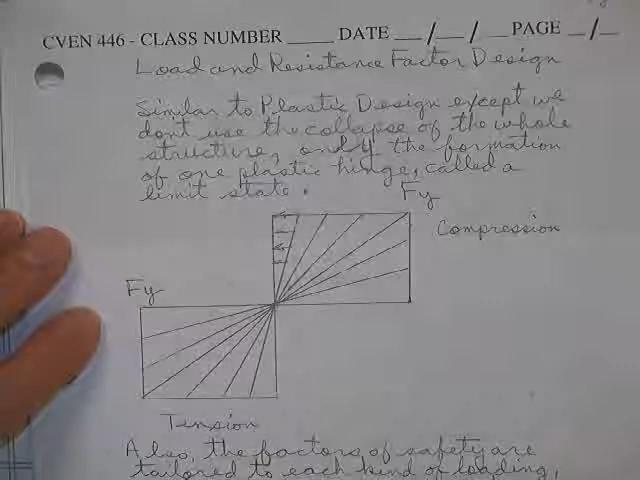 CVEN 446 - CLASS NUMBER ____ DATE __/__/__ PAGE __/__
Load and Resistance Factor Design
Similar to Plastic Design except we
dont use the collapse of the whole
structure, only the formation
of one plastic hinge, called a
limit state.
Fy
Compression
Fy
Tension
Also, the factors of safety are
tailored to each kind of loading,